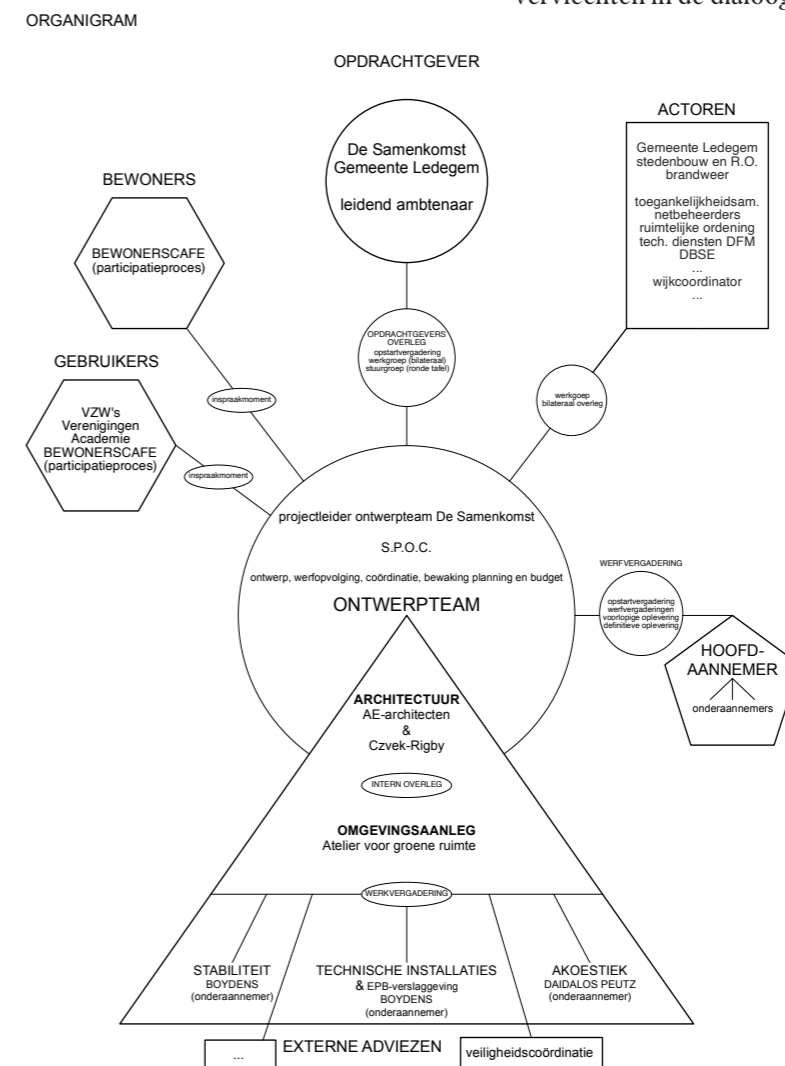 vervlechten in de dialoog
ORGANIGRAM
OPDRACHTGEVER
De Samenkomst
Gemeente Ledegem
leidend ambtenaar
ACTOREN
Gemeente Ledegem
stedenbouw en R.O.
brandweer
toegankelijkheidsam.
netbeheerders
ruimtelijke ordening
tech. diensten DFM
DBSE
...
wijkcoordinator
...
BEWONERS
BEWONERSCAFE
(participatieproces)
OPDRACHTGEVERS
OVERLEG
opstartvergadering
werkgroep (bilateraal)
stuurgroep (ronde tafel)
GEBRUIKERS
VZW's
Verenigingen
Academie
BEWONERSCAFE
(participatieproces)
inspraakmoment
inspraakmoment
werkgoep
bilateraal overleg
projectleider ontwerpteam De Samenkomst
S.P.O.C.
ontwerp, werfopvolging, coördinatie, bewaking planning en budget
ONTWERPTEAM
WERFVERGADERING
opstartvergadering
werfvergaderingen
voorlopige oplevering
definitieve oplevering
HOOFD-
AANNEMER
onderaannemers
ARCHITECTUUR
AE-architecten
&
Czvek-Rigby
INTERN OVERLEG
OMGEVINGSAANLEG
Atelier voor groene ruimte
WERKVERGADERING
STABILITEIT
BOYDENS
(onderaannemer)
TECHNISCHE INSTALLATIES
& EPB-verslaggeving
BOYDENS
(onderaannemer)
AKOESTIEK
DAIDALOS PEUTZ
(onderaannemer)
...
EXTERNE ADVIEZEN
veiligheidscoördinatie